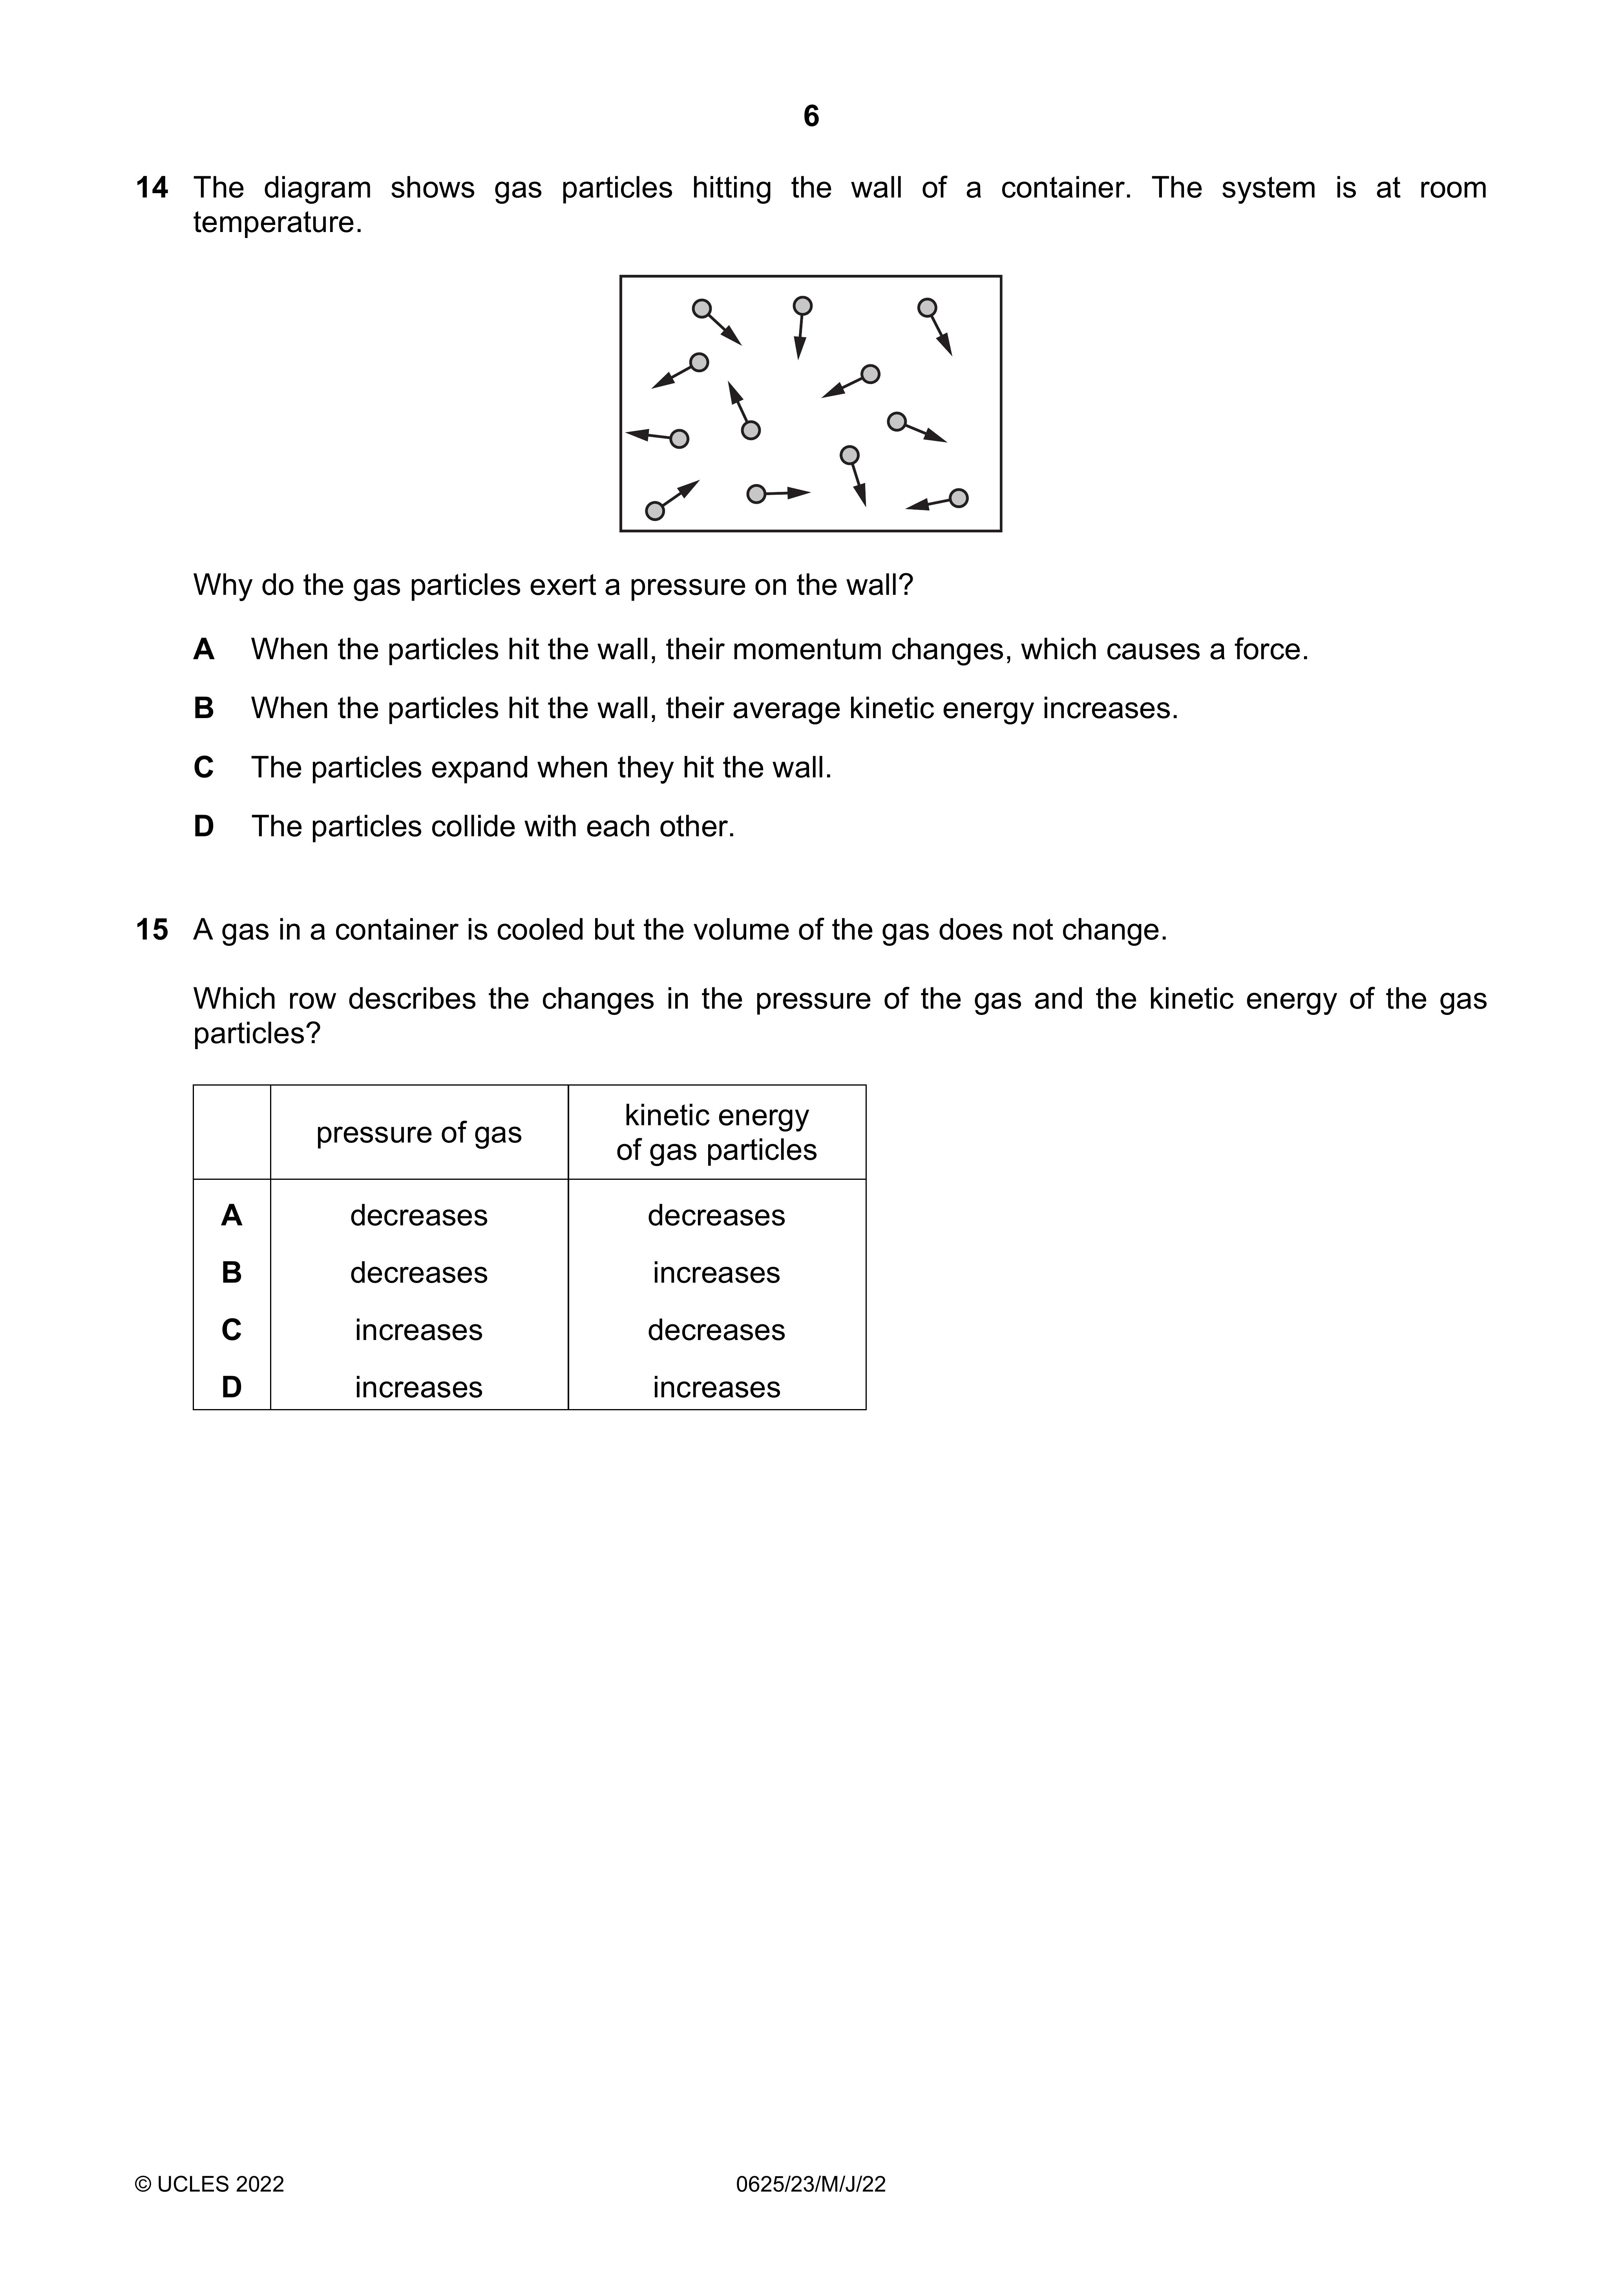 6
14 The diagram shows gas particles hitting the wall of a container. The system is at room
temperature.
Why do the gas particles exert a pressure on the wall?
A When the particles hit the wall, their momentum changes, which causes a force.
B When the particles hit the wall, their average kinetic energy increases.
C The particles expand when they hit the wall.
D The particles collide with each other.
15 A gas in a container is cooled but the volume of the gas does not change.
Which row describes the changes in the pressure of the gas and the kinetic energy of the gas
particles?
pressure of gas
kinetic energy
of gas particles
A decreases decreases
B decreases increases
C increases decreases
D increases increases
© UCLES 2022 0625/23/M/J/22